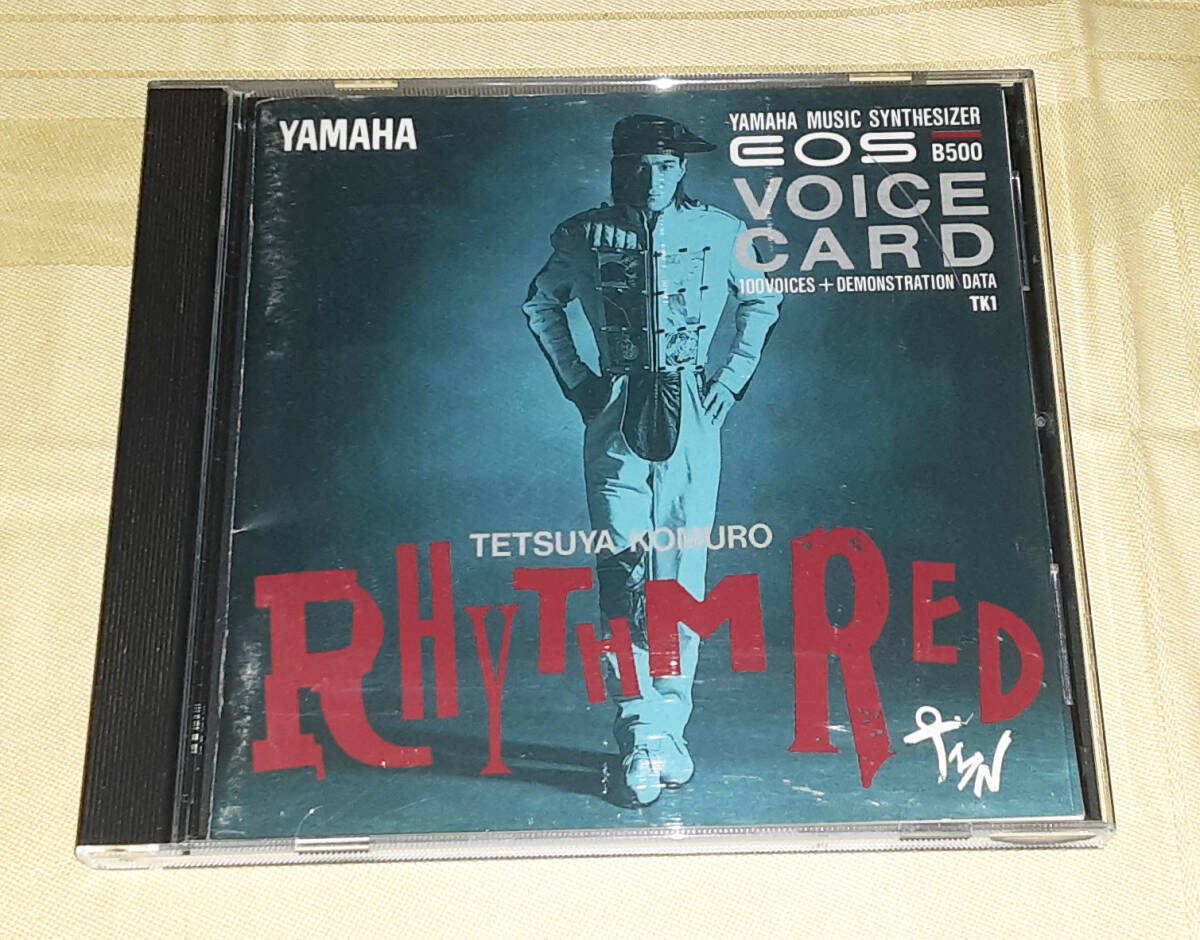 YAMAHA
YAMAHA MUSIC SYNTHESIZER
EOS B500
VOICE
CARD
100VOICES+DEMONSTRATION DATA
TK1
TETSUYA KOMURO
RHYTHM RED
TMN